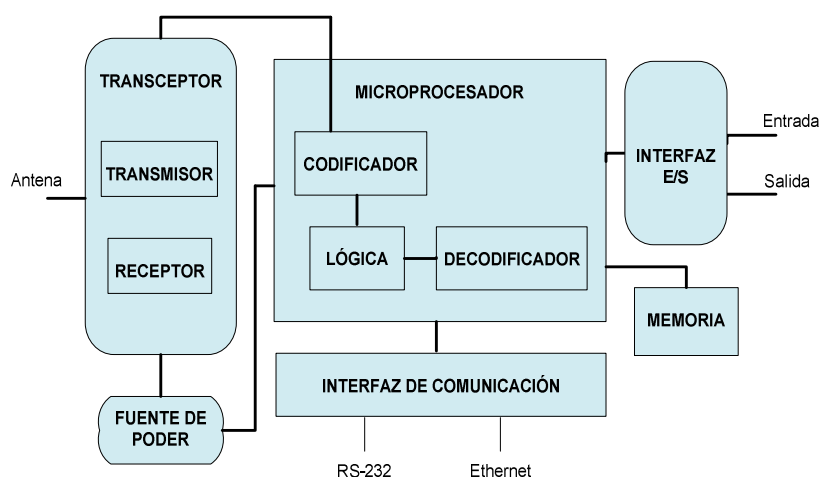 TRANSCEPTOR
TRANSMISOR
RECEPTOR
Antena
FUENTE DE
PODER
MICROPROCESADOR
CODIFICADOR
LÓGICA
DECODIFICADOR
INTERFAZ
E/S
Entrada
Salida
MEMORIA
INTERFAZ DE COMUNICACIÓN
RS-232
Ethernet